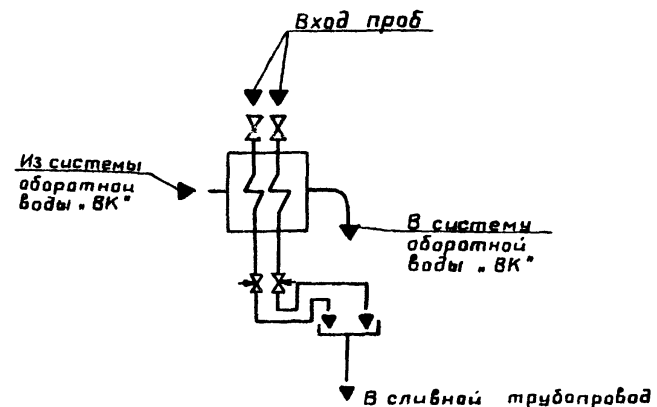 Вход проб
Из системы
оборотной
воды „ВК"
В систему
оборотной
воды „ВК"
В сливной трубопровод